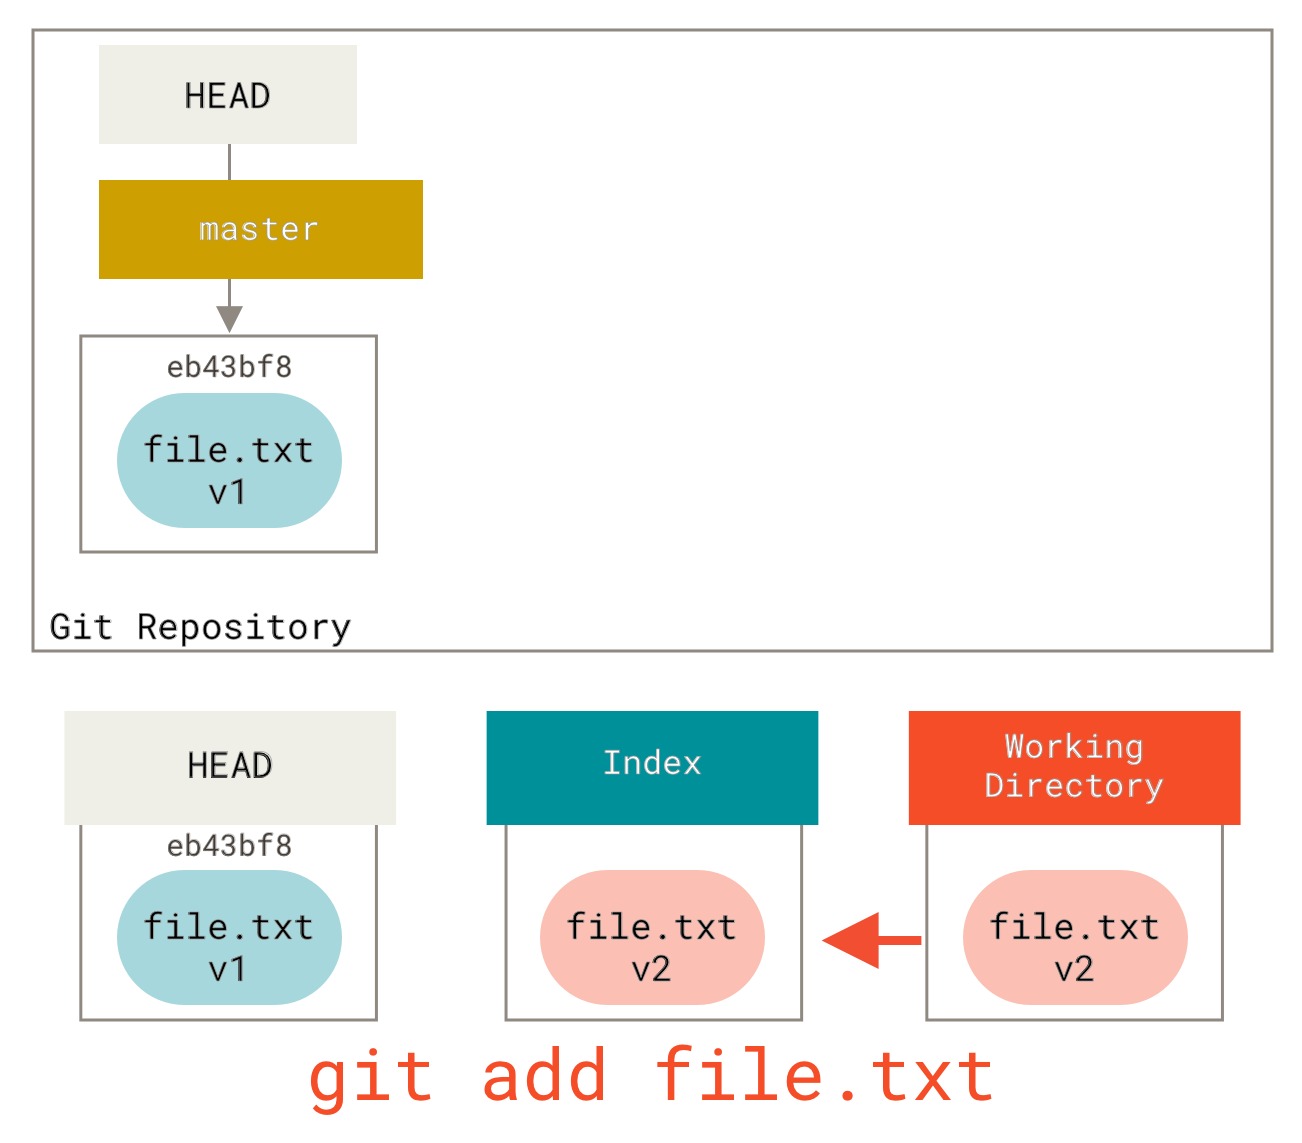 HEAD
master
eb43bf8
file.txt
v1
Git Repository
HEAD
eb43bf8
file.txt
v1
Index
file.txt
v2
Working
Directory
file.txt
v2
git add file.txt